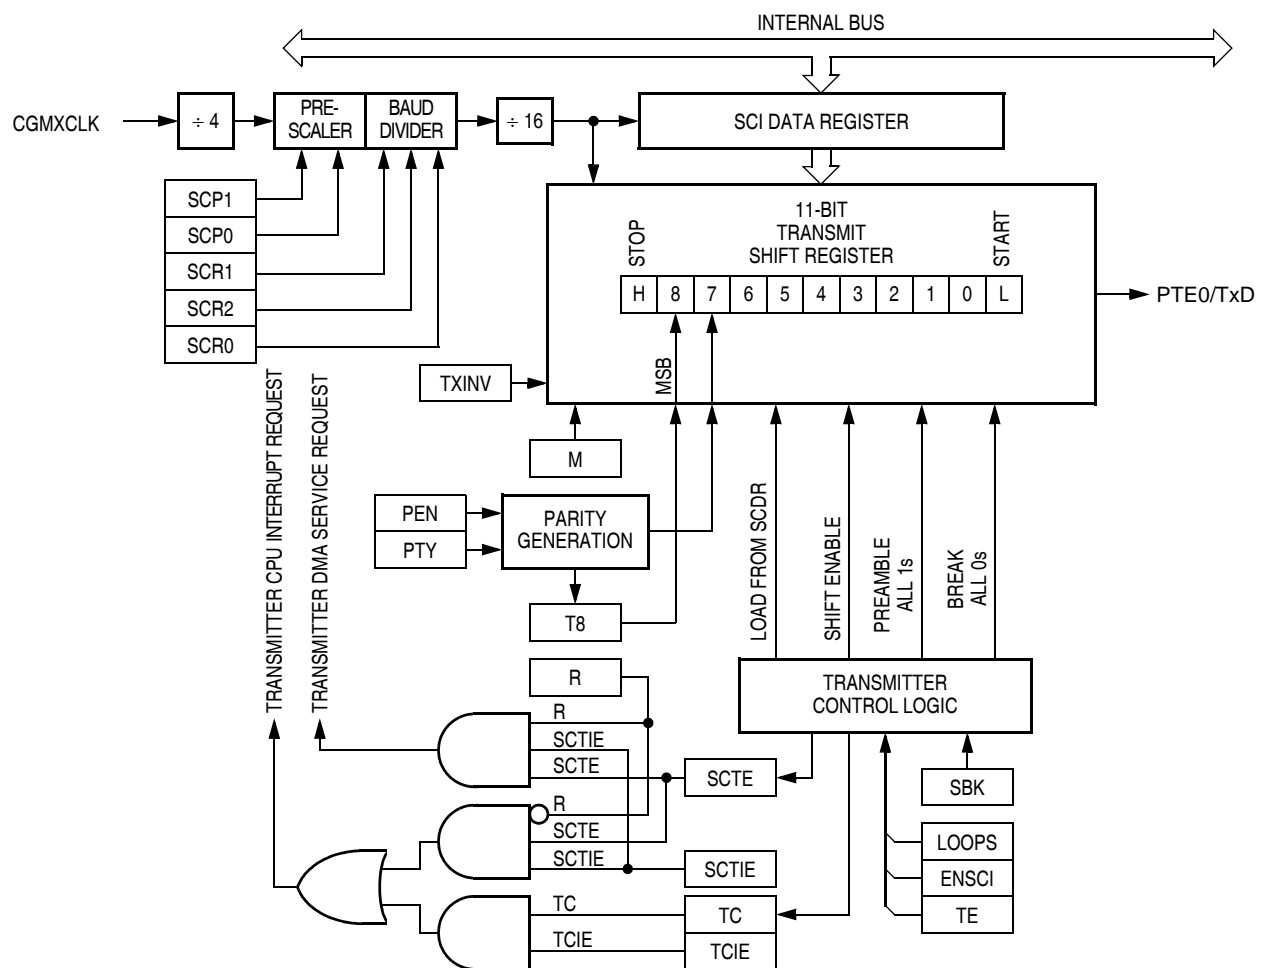 INTERNAL BUS
CGMXCLK
÷ 4
PRE-
SCALER
BAUD
DIVIDER
÷ 16
SCI DATA REGISTER
SCP1
SCP0
SCR1
SCR2
SCR0
11-BIT
TRANSMIT
SHIFT REGISTER
STOP
START
H 8 7 6 5 4 3 2 1 0 L
PTE0/TxD
MSB
TXINV
M
PEN
PTY
PARITY
GENERATION
T8
LOAD FROM SCDR
SHIFT ENABLE
PREAMBLE
ALL 1s
BREAK
ALL 0s
TRANSMITTER CPU INTERRUPT REQUEST
TRANSMITTER DMA SERVICE REQUEST
R
TRANSMITTER
CONTROL LOGIC
R
SCTIE
SCTE
SCTE
SBK
R
SCTE
SCTIE
SCTIE
LOOPS
ENSCI
TE
TC
TC
TCIE
TCIE